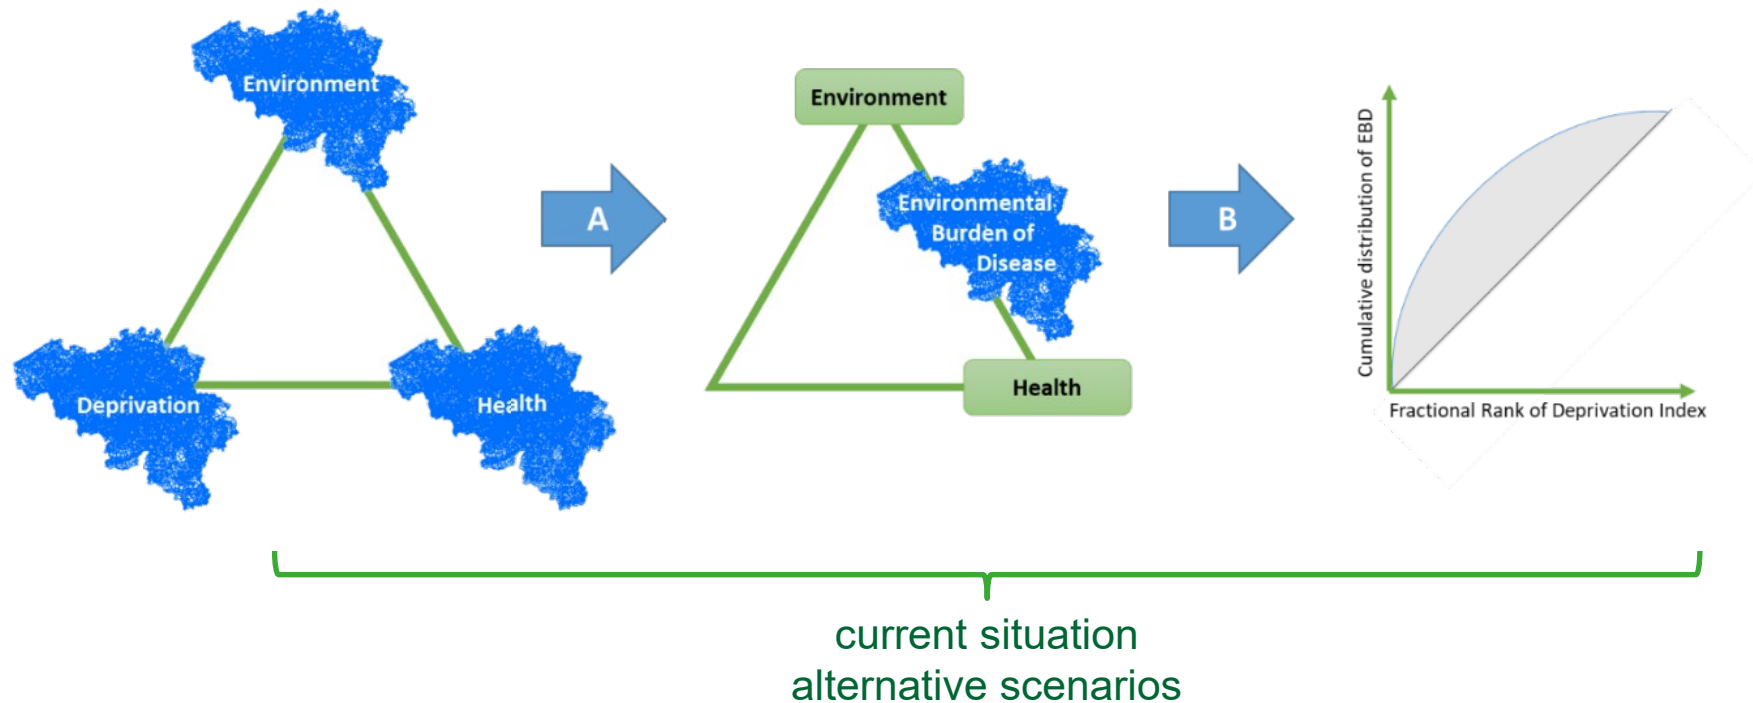 Environment
Deprivation
Health
A
Environment
Environmental
Burden of
Disease
Health
B
Cumulative distribution of EBD
Fractional Rank of Deprivation Index
current situation
alternative scenarios